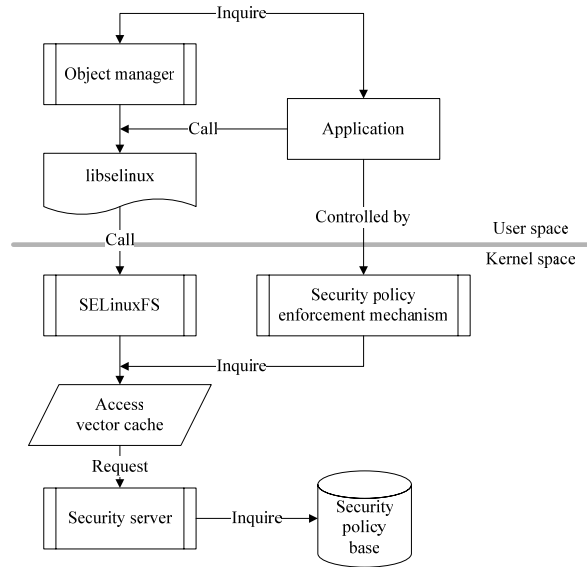 Inquire
Object manager
Application
Call
libselinux
Controlled by
User space
Call
Kernel space
SELinuxFS
Security policy
enforcement mechanism
Inquire
Access
vector cache
Request
Security server
Inquire
Security
policy
base